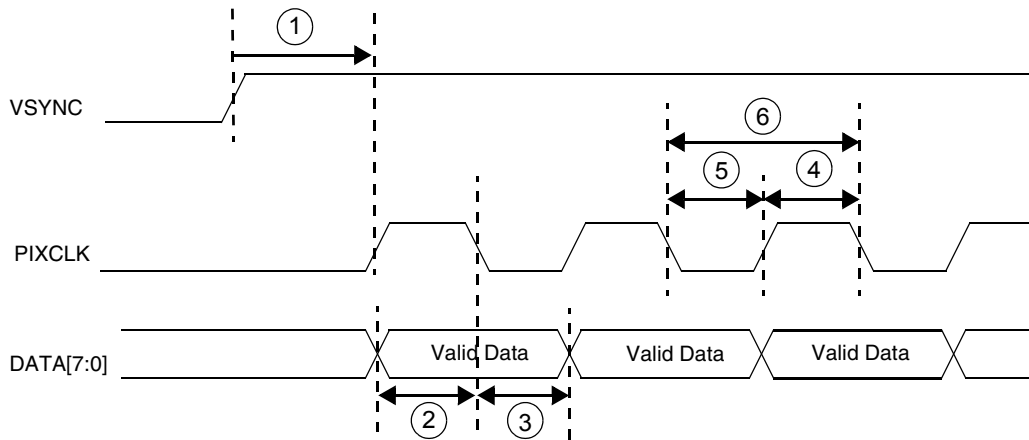 1
VSYNC
6
5
4
PIXCLK
DATA[7:0]
Valid Data
Valid Data
Valid Data
2
3